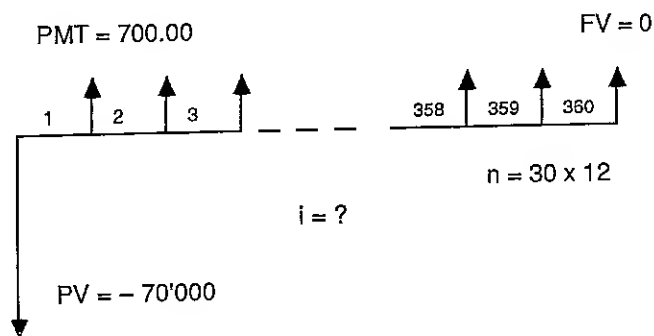 PMT = 700.00
FV = 0
1 2 3 358 359 360
n = 30 x 12
i = ?
PV = – 70'000